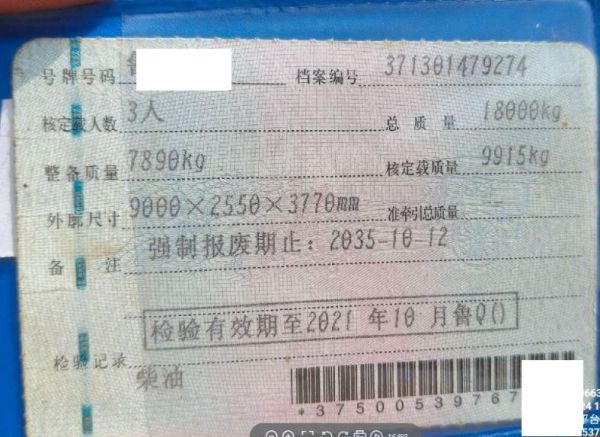 号牌号码 鲁 档案编号 371301479274
核定载人数 3人 总质量 18000kg
整备质量 7890kg 核定载质量 9915kg
外廓尺寸 9000×2550×3770mm 准牵引总质量
备注 强制报废期止：2035-10-12
检验有效期至2021 年10 月鲁Q()
检验记录
柴油
*37500539767